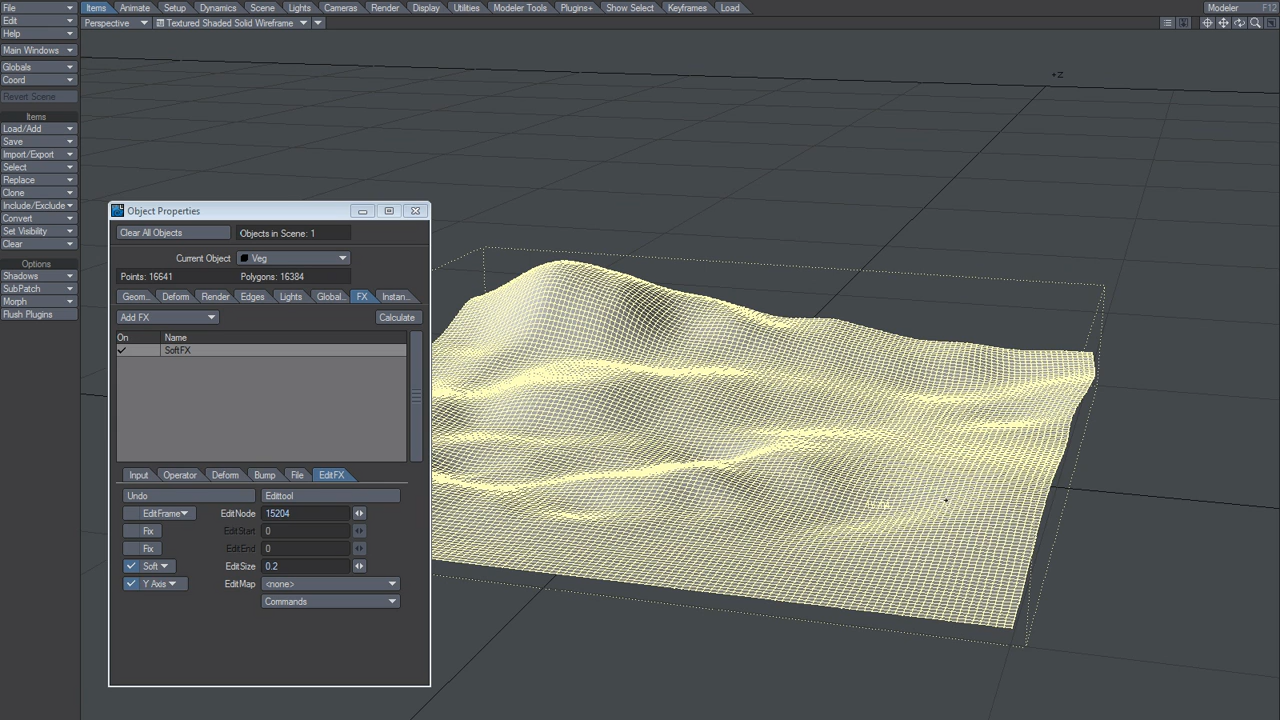 File Items Animate Setup Dynamics Scene Lights Cameras Render Display Utilities Modeler Tools Plugins+ Show Select Keyframes Load Modeler F12
Edit Perspective Textured Shaded Solid Wireframe
Help
Main Windows
Globals
Coord
Revert Scene
Items
Load/Add
Save
Import/Export
Select
Replace
Clone
Include/Exclude
Convert
Set Visibility
Clear
Options
Shadows
SubPatch
Morph
Flush Plugins
+Z
Object Properties
Clear All Objects Objects in Scene: 1
Current Object Veg
Points: 16641 Polygons: 16384
Geom... Deform Render Edges Lights Global... FX Instan...
Add FX Calculate
On Name
SoftFX
Input Operator Deform Bump File EditFX
Undo Edittool
EditFrame EditNode 15204
Fix EditStart 0
Fix EditEnd 0
Soft EditSize 0.2
Y Axis EditMap <none>
Commands